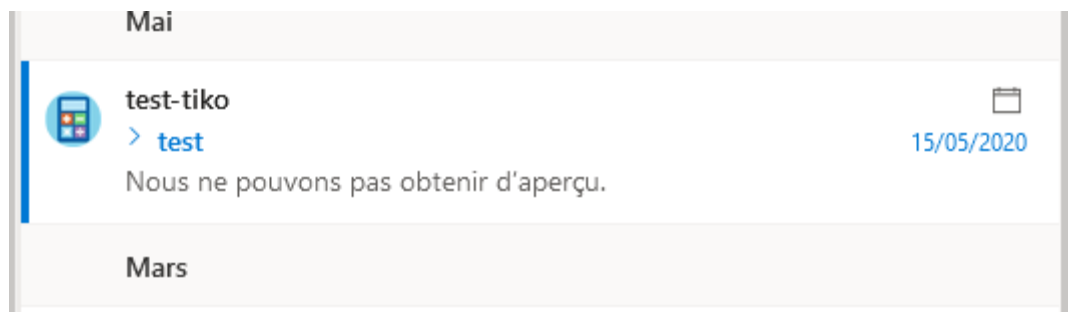 Mai
test-tiko
> test 15/05/2020
Nous ne pouvons pas obtenir d'aperçu.
Mars